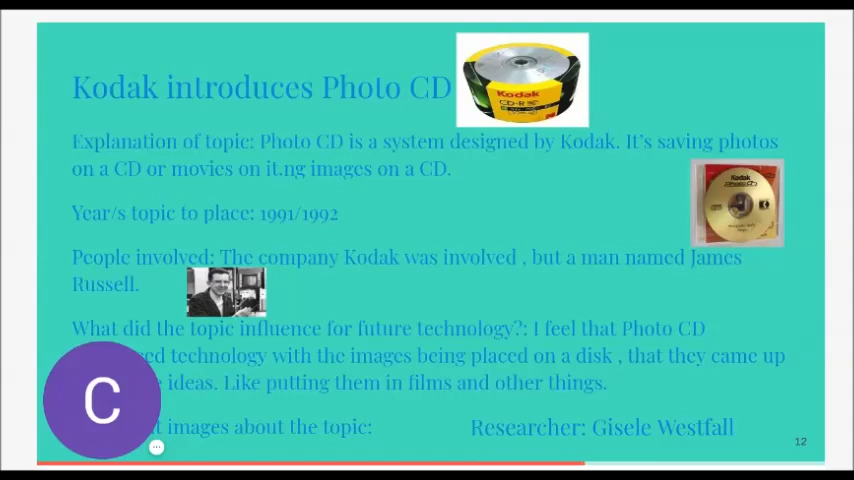 Kodak introduces Photo CD
Kodak
CD-R
Explanation of topic: Photo CD is a system designed by Kodak. It's saving photos
on a CD or movies on it.ng images on a CD.
Kodak
Photo CD
Year/s topic to place: 1991/1992
People involved: The company Kodak was involved , but a man named James
Russell.
What did the topic influence for future technology?: I feel that Photo CD
technology with the images being placed on a disk , that they came up
ideas. Like putting them in films and other things.
C
images about the topic:
Researcher: Gisele Westfall
12